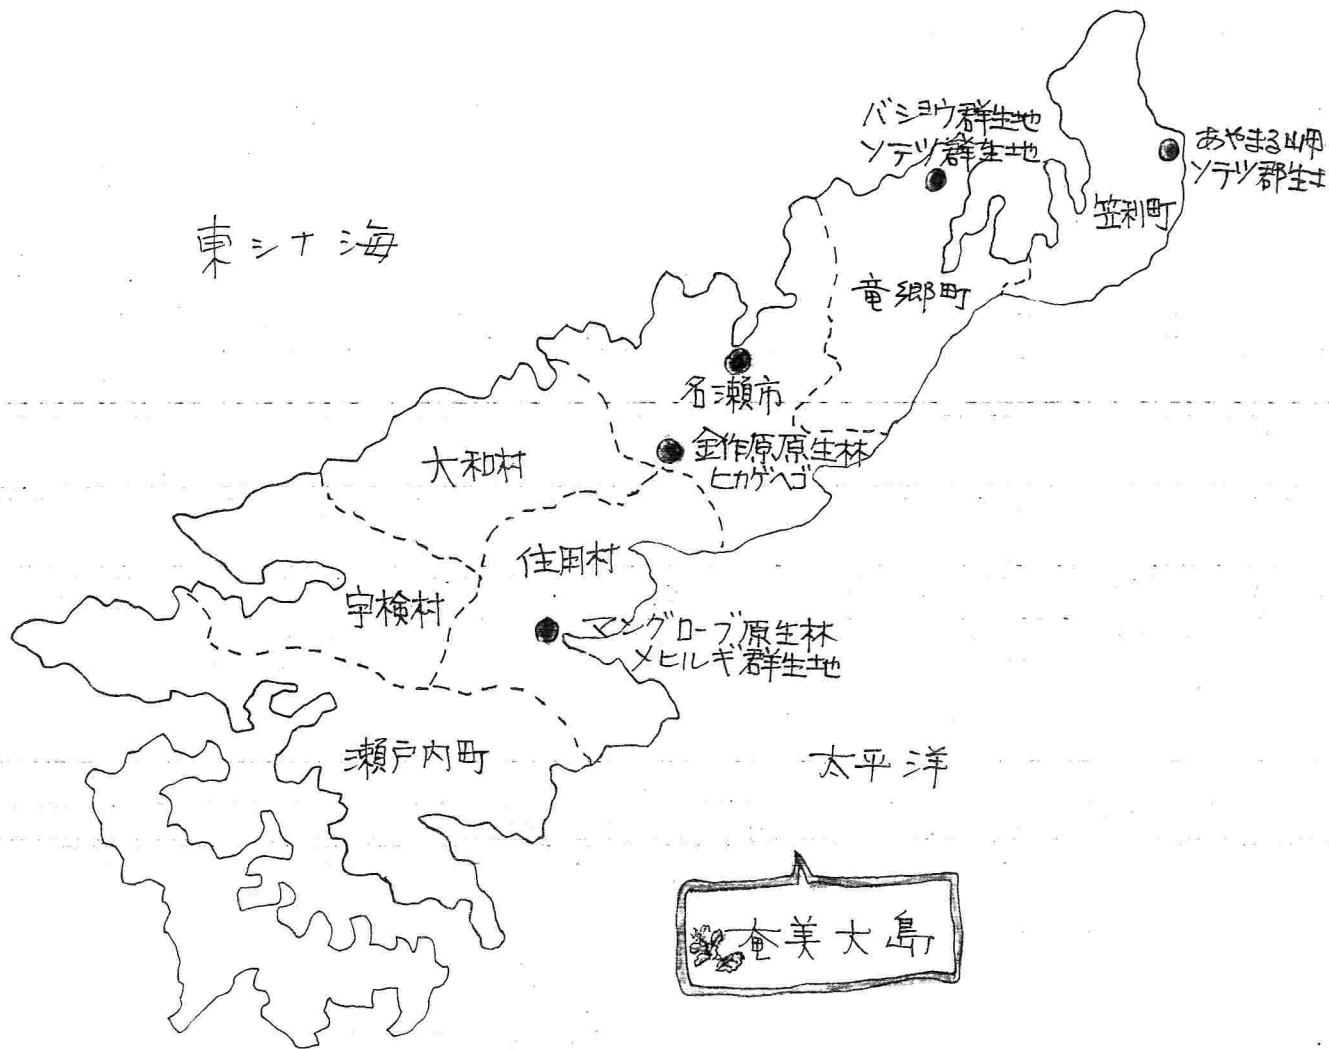 バショウ群生地
ソテツ群生地
あやまる岬
ソテツ郡生土
笠利町
東シナ海
竜郷町
名瀬市
金作原原生林
ヒカゲヘゴ
大和村
住用村
宇検村
マングローブ原生林
メヒルギ群生地
瀬戸内町
太平洋
奄美大島